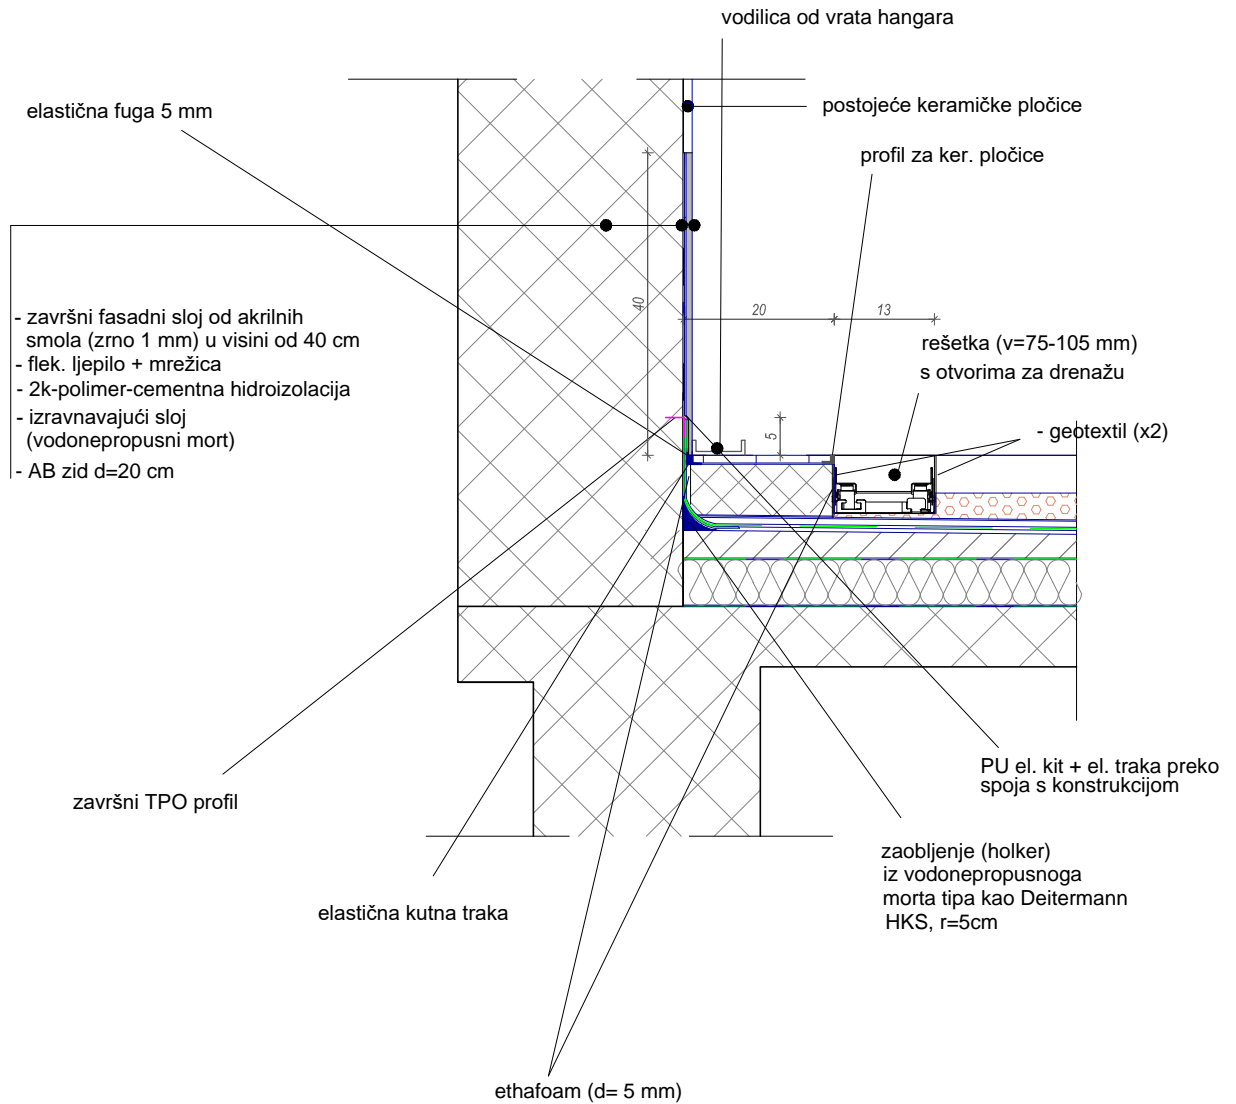 vodilica od vrata hangara
elastična fuga 5 mm
postojeće keramičke pločice
profil za ker. pločice
40
20
13
- završni fasadni sloj od akrilnih
smola (zrno 1 mm) u visini od 40 cm
- flek. ljepilo + mrežica
- 2k-polimer-cementna hidroizolacija
- izravnavajući sloj
(vodonepropusni mort)
- AB zid d=20 cm
rešetka (v=75-105 mm)
s otvorima za drenažu
5
- geotextil (x2)
završni TPO profil
PU el. kit + el. traka preko
spoja s konstrukcijom
elastična kutna traka
zaobljenje (holker)
iz vodonepropusnoga
morta tipa kao Deitermann
HKS, r=5cm
ethafoam (d= 5 mm)